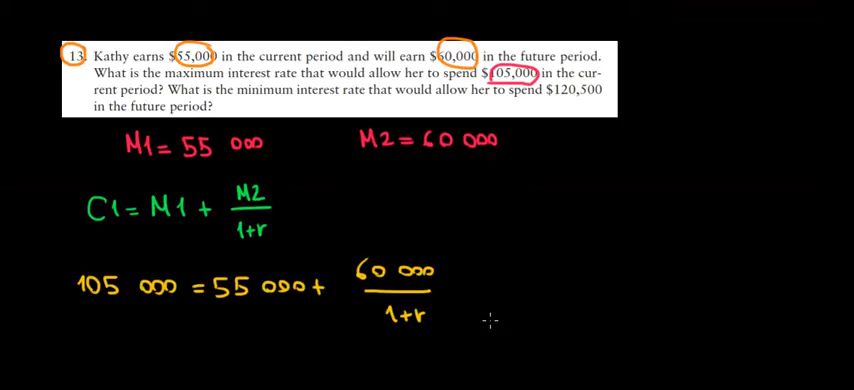 13. Kathy earns $55,000 in the current period and will earn $60,000 in the future period.
What is the maximum interest rate that would allow her to spend $105,000 in the cur-
rent period? What is the minimum interest rate that would allow her to spend $120,500
in the future period?
M1 = 55 000 M2 = 60 000
C1 = M1 + M2/1+r
105 000 = 55 000 + 60 000/1+r